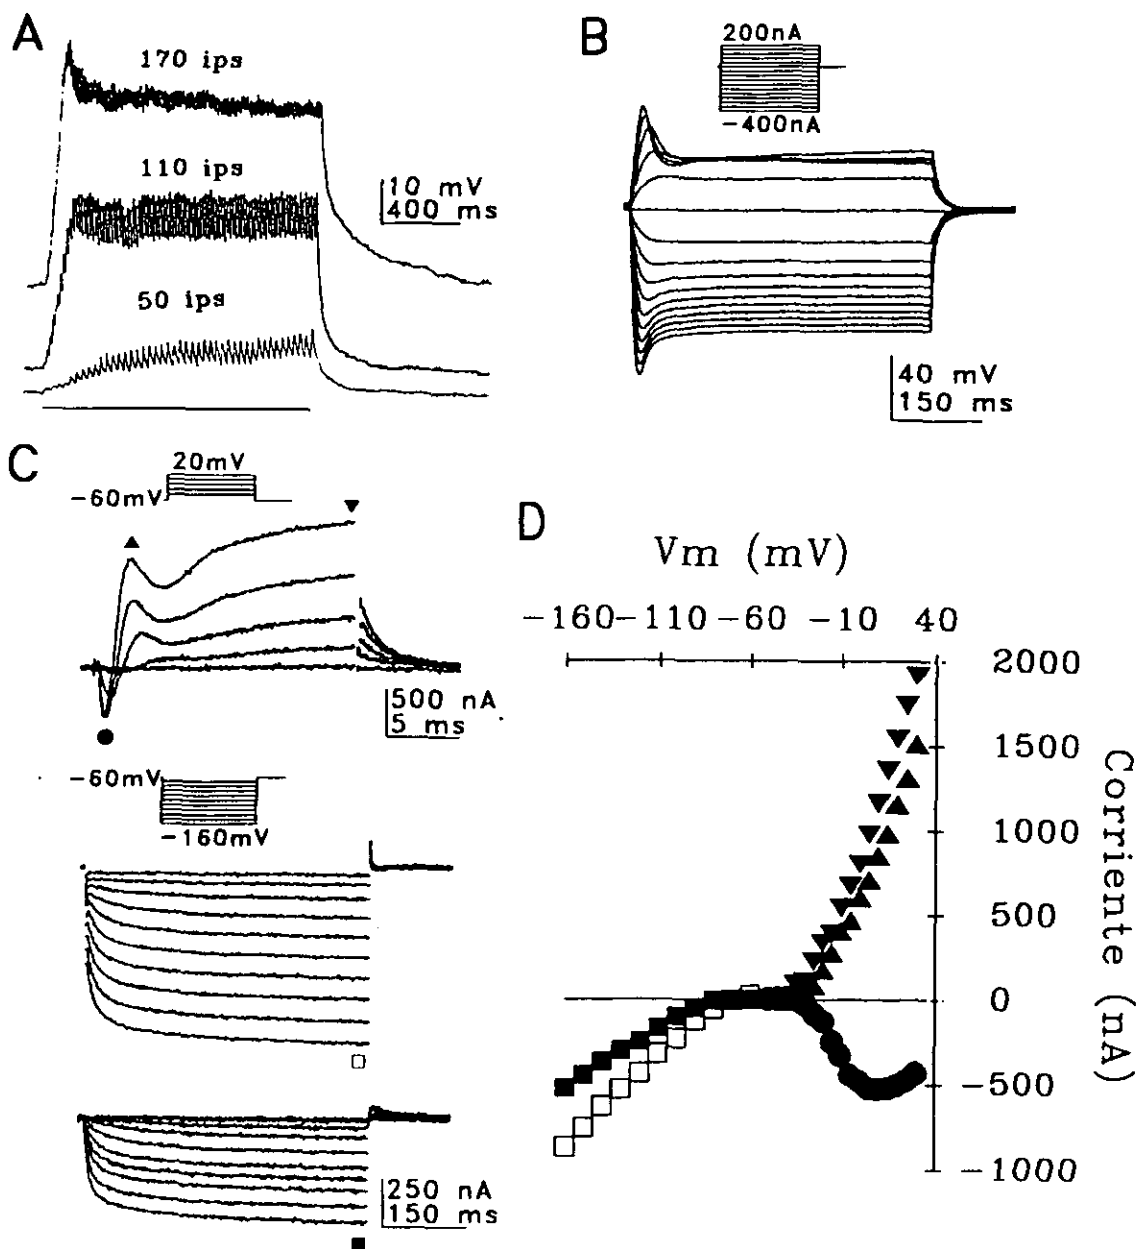 A
170 ips
110 ips
10 mV
400 ms
50 ips
B
200nA
-400nA
40 mV
150 ms
C
20mV
-60mV
500 nA
5 ms
-60mV
-160mV
250 nA
150 ms
D
Vm (mV)
-160 -110 -60 -10 40
2000
1500
1000
500
0
-500
-1000
Corriente (nA)